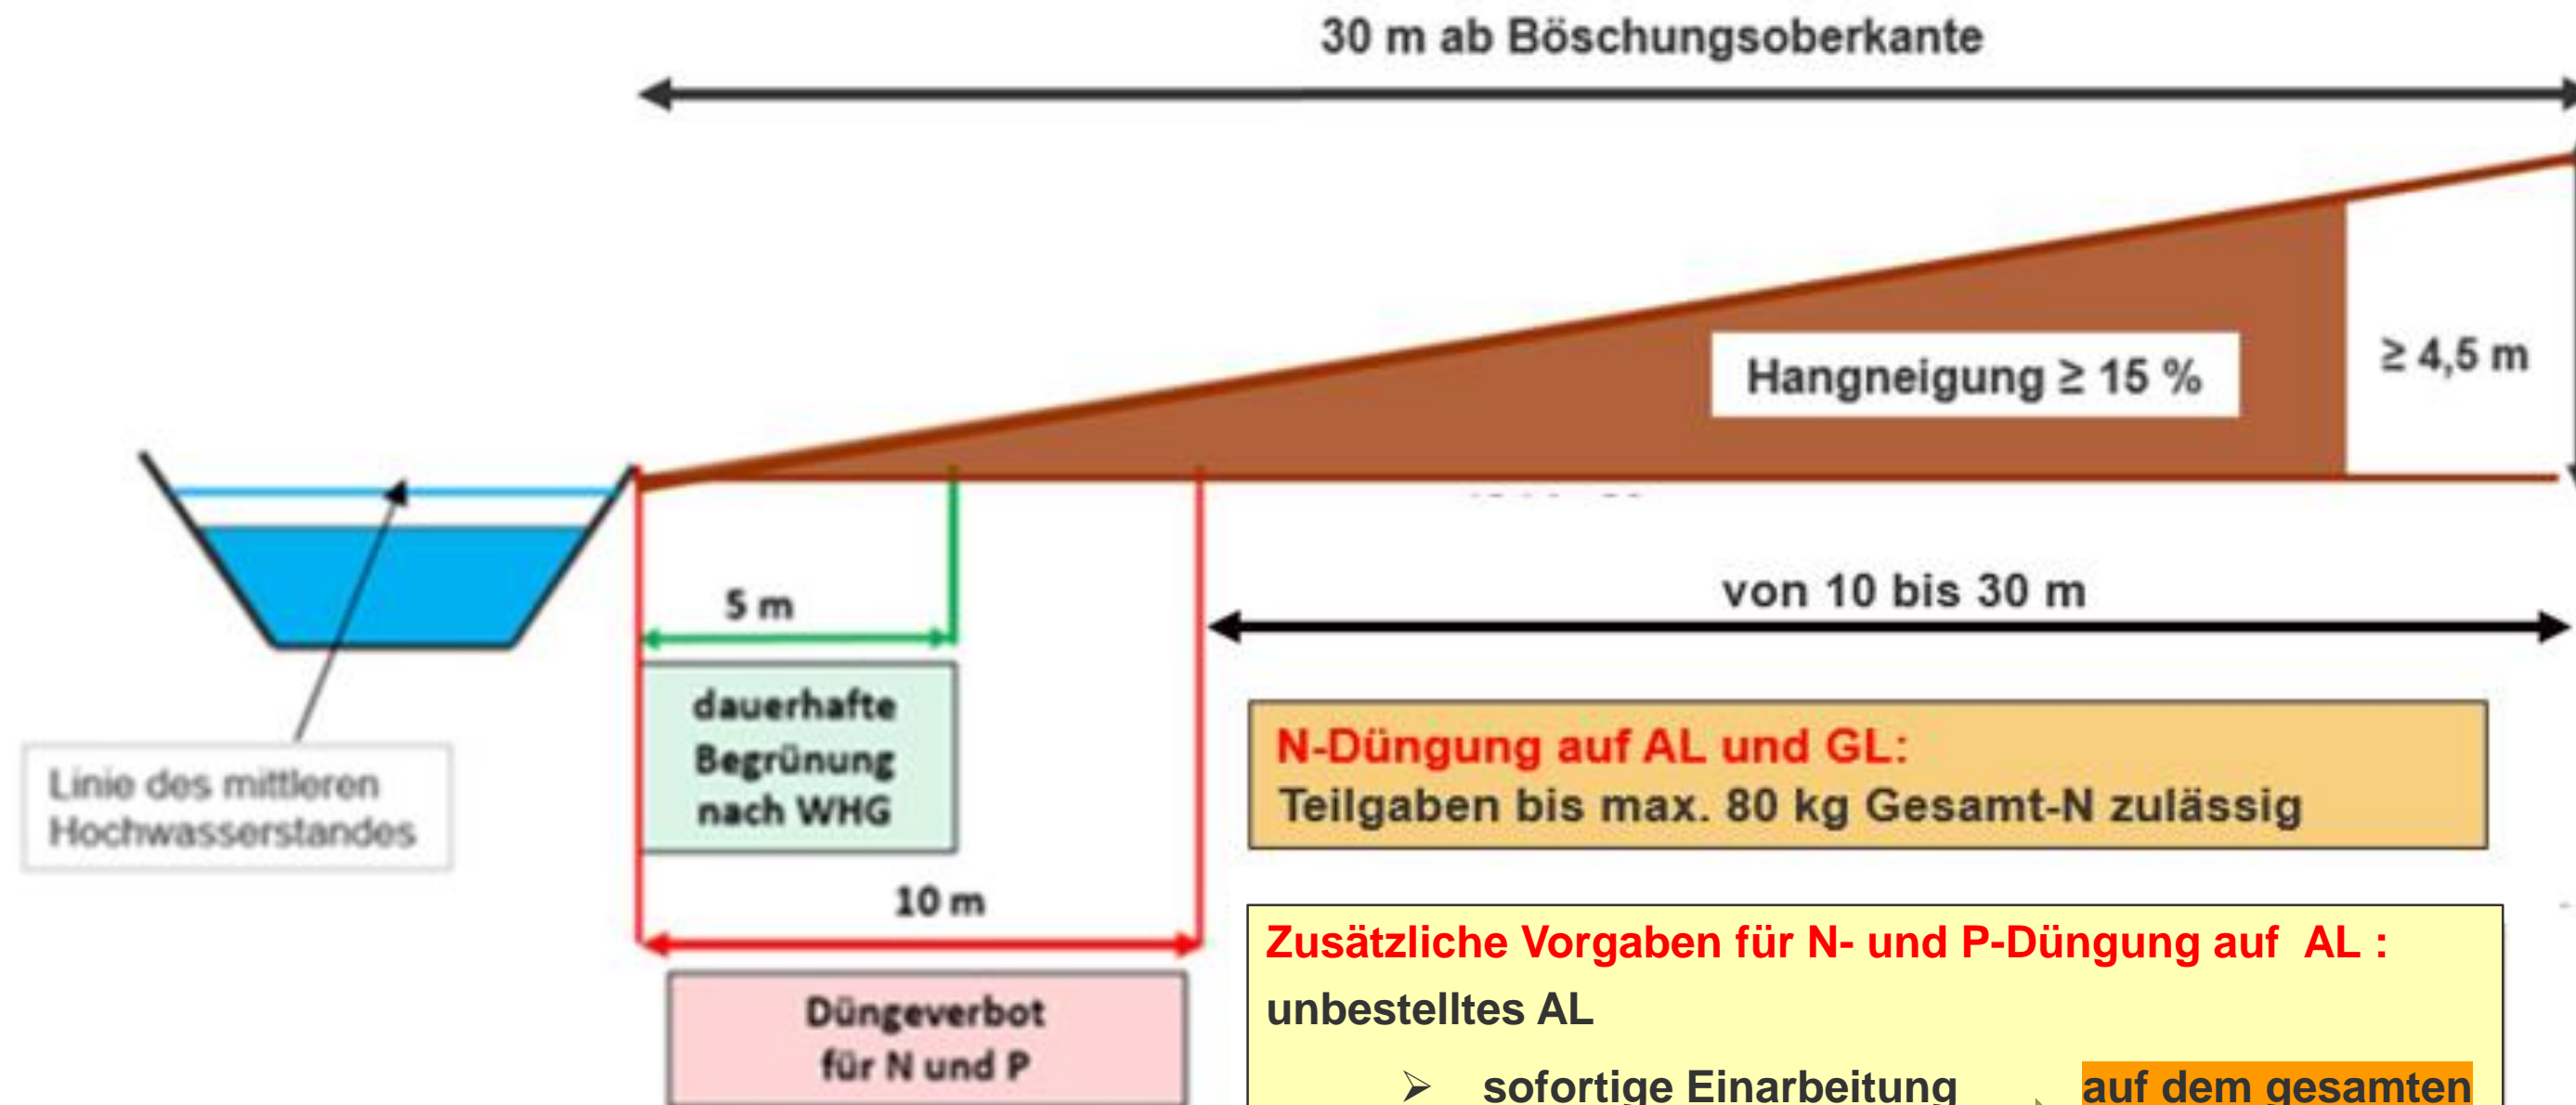 30 m ab Böschungsoberkante
Hangneigung ≥ 15 %
≥ 4,5 m
5 m
von 10 bis 30 m
dauerhafte
Begrünung
nach WHG
Linie des mittleren
Hochwasserstandes
N-Düngung auf AL und GL:
Teilgaben bis max. 80 kg Gesamt-N zulässig
10 m
Düngeverbot
für N und P
Zusätzliche Vorgaben für N- und P-Düngung auf AL :
unbestelltes AL
➢ sofortige Einarbeitung auf dem gesamten